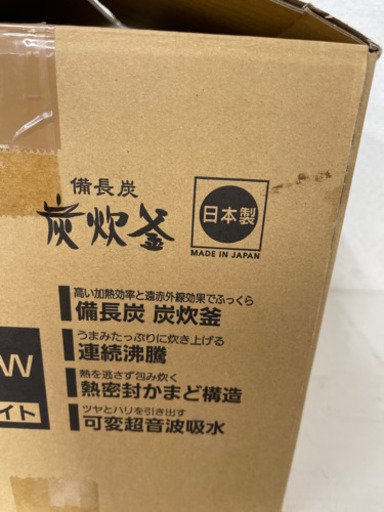 備長炭
炭炊釜
日本製
MADE IN JAPAN
高い加熱効率と遠赤外線効果でふっくら
備長炭 炭炊釜
うまみたっぷりに炊き上げる
連続沸騰
熱を逃さず包み炊く
熱密封かまど構造
ツヤとハリを引き出す
可変超音波吸水
W
イト